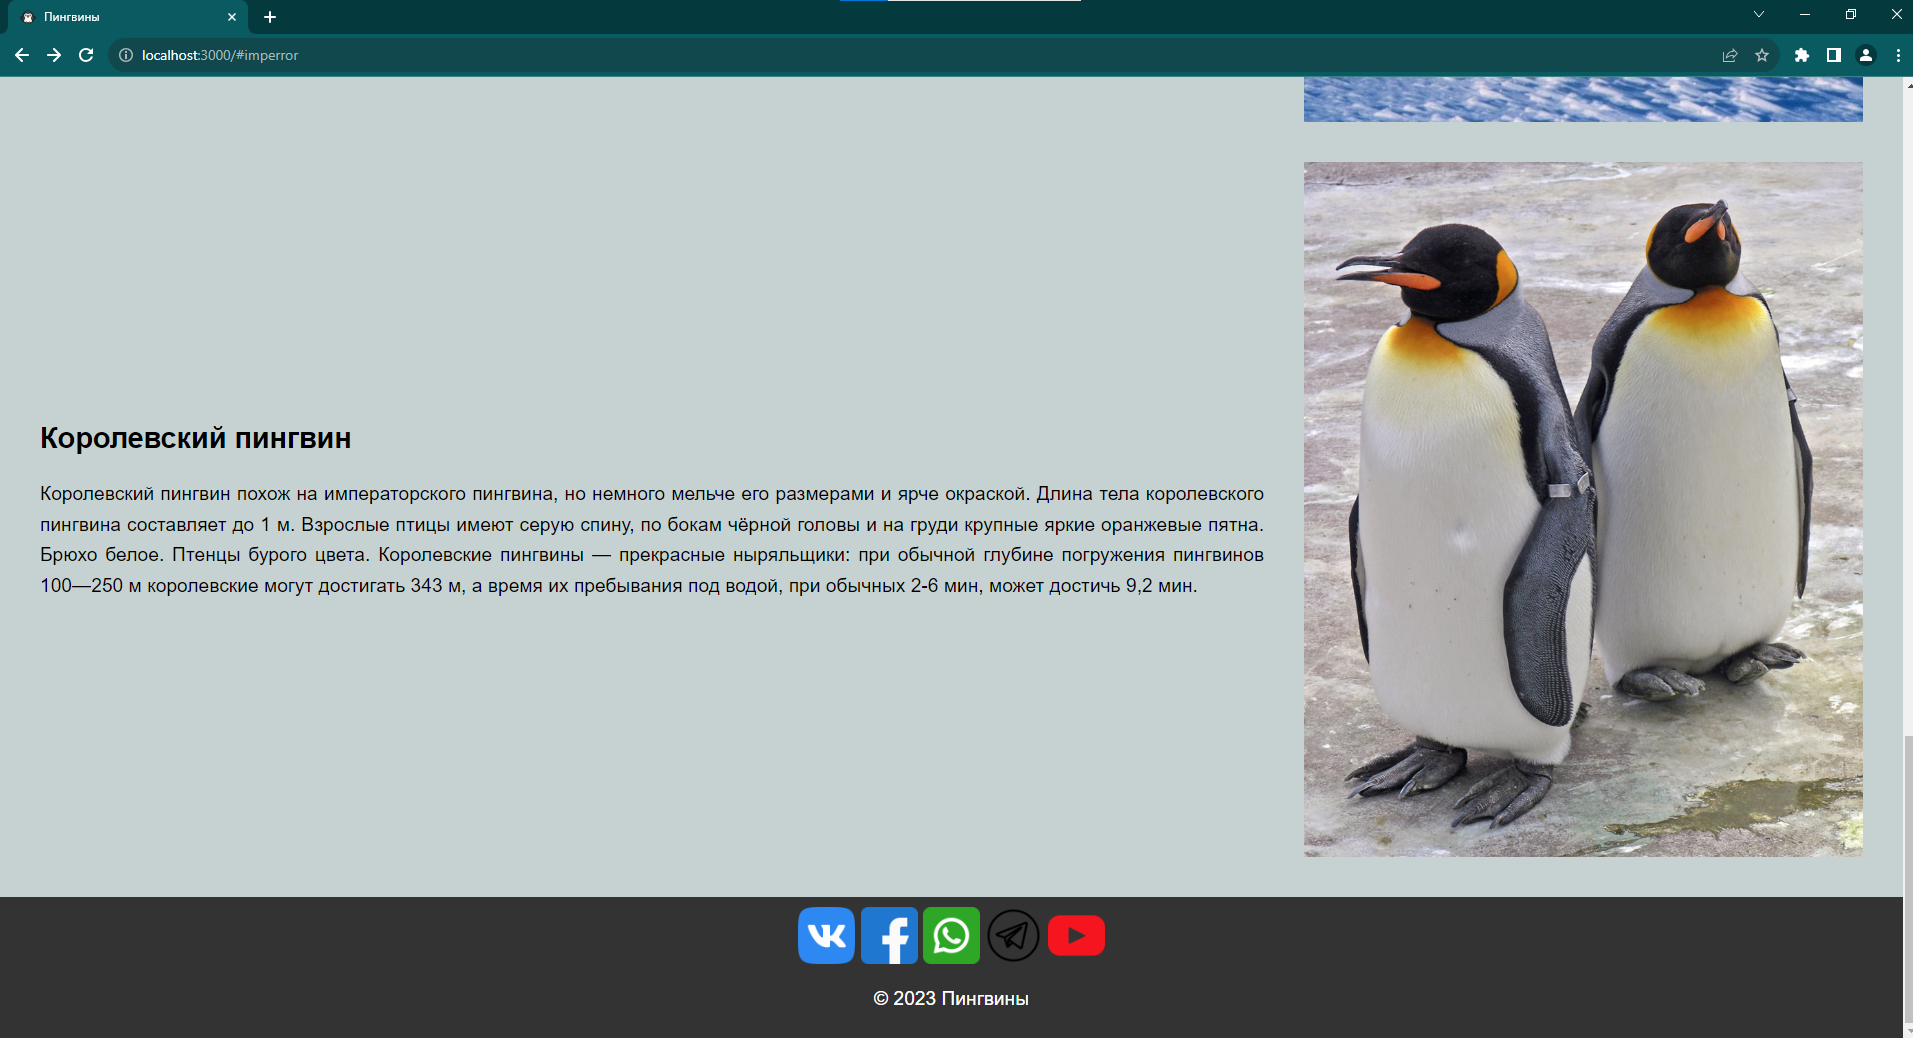 Пингвины
localhost:3000/#imperror
Королевский пингвин
Королевский пингвин похож на императорского пингвина, но немного мельче его размерами и ярче окраской. Длина тела королевского
пингвина составляет до 1 м. Взрослые птицы имеют серую спину, по бокам чёрной головы и на груди крупные яркие оранжевые пятна.
Брюхо белое. Птенцы бурого цвета. Королевские пингвины — прекрасные ныряльщики: при обычной глубине погружения пингвинов
100—250 м королевские могут достигать 343 м, а время их пребывания под водой, при обычных 2-6 мин, может достичь 9,2 мин.
© 2023 Пингвины